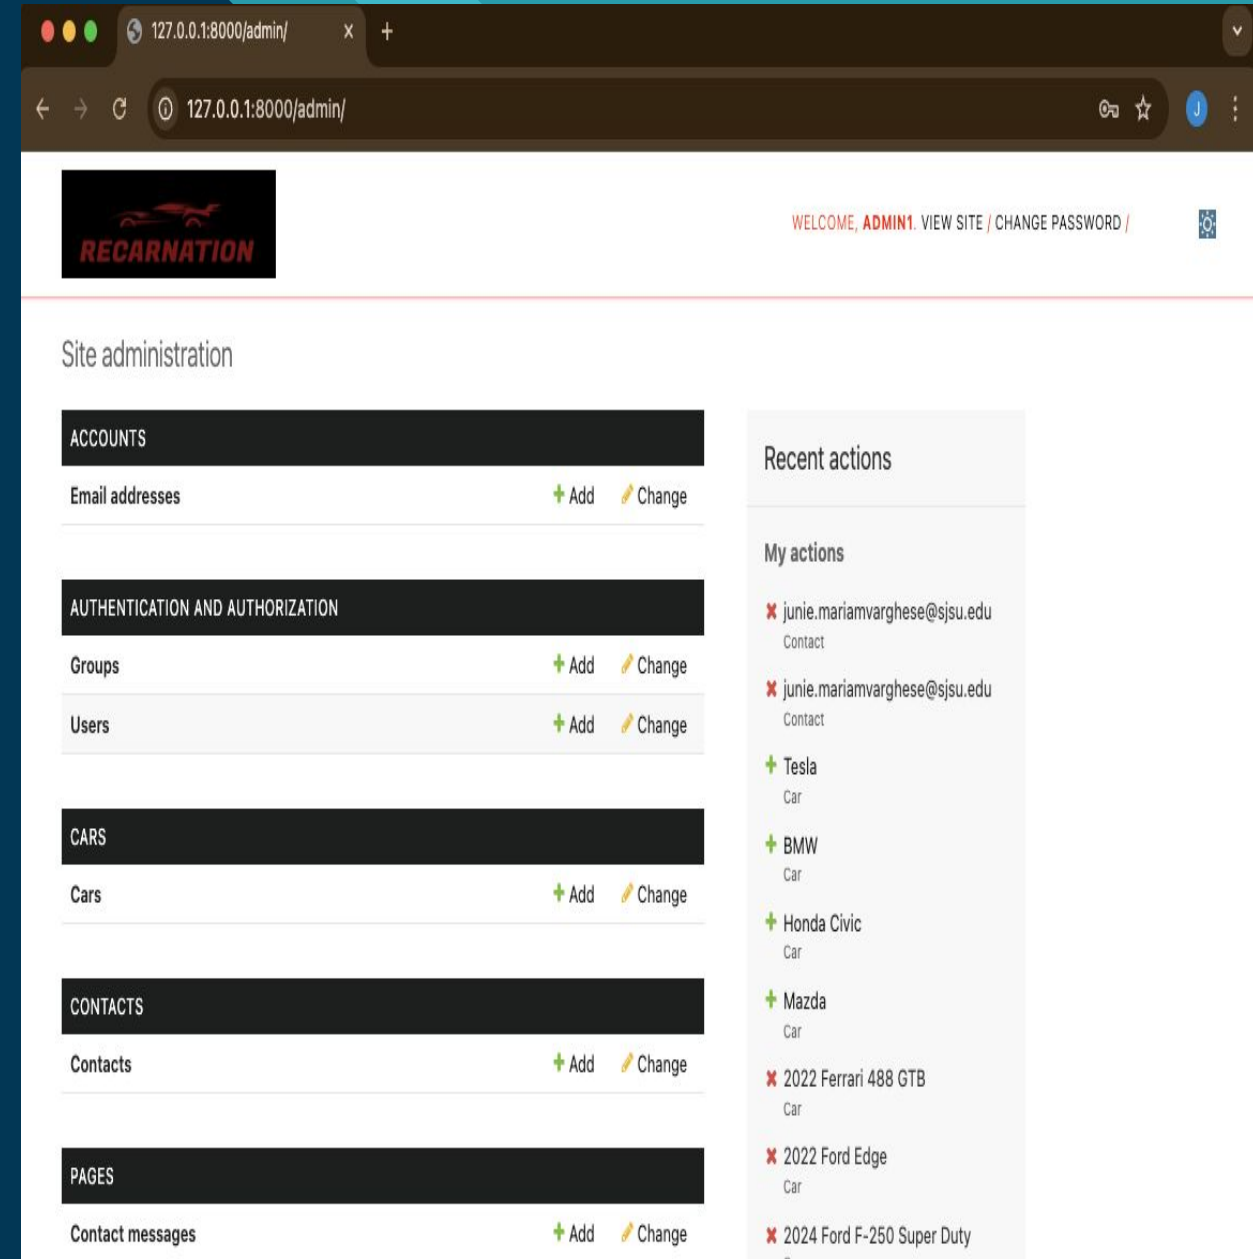 127.0.0.1:8000/admin/
127.0.0.1:8000/admin/
J
RECARNATION
WELCOME, ADMIN1. VIEW SITE / CHANGE PASSWORD /
Site administration
ACCOUNTS
Email addresses + Add Change
AUTHENTICATION AND AUTHORIZATION
Groups + Add Change
Users + Add Change
CARS
Cars + Add Change
CONTACTS
Contacts + Add Change
PAGES
Contact messages + Add Change
Recent actions
My actions
junie.mariamvarghese@sjsu.edu
Contact
junie.mariamvarghese@sjsu.edu
Contact
Tesla
Car
BMW
Car
Honda Civic
Car
Mazda
Car
2022 Ferrari 488 GTB
Car
2022 Ford Edge
Car
2024 Ford F-250 Super Duty